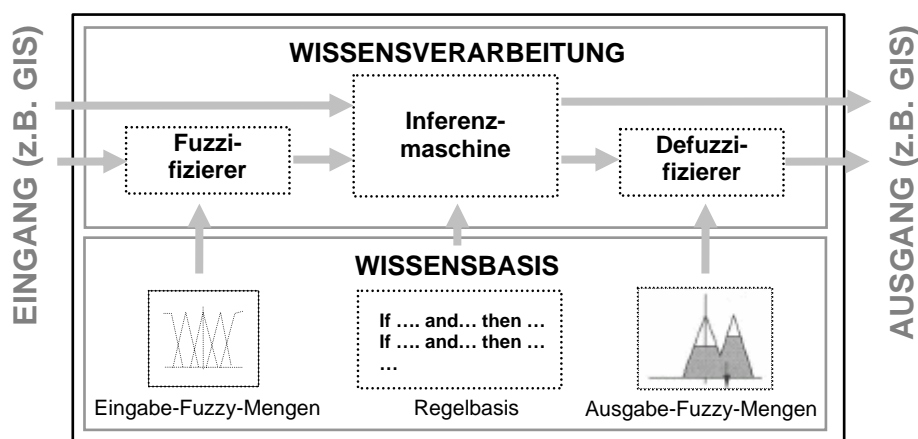 EINGANG (z.B. GIS)
WISSENSVERARBEITUNG
Fuzzi-
fizierer
Inferenz-
maschine
Defuzzi-
fizierer
AUSGANG (z.B. GIS)
WISSENSBASIS
If …. and… then …
If …. and… then …
…
Eingabe-Fuzzy-Mengen
Regelbasis
Ausgabe-Fuzzy-Mengen